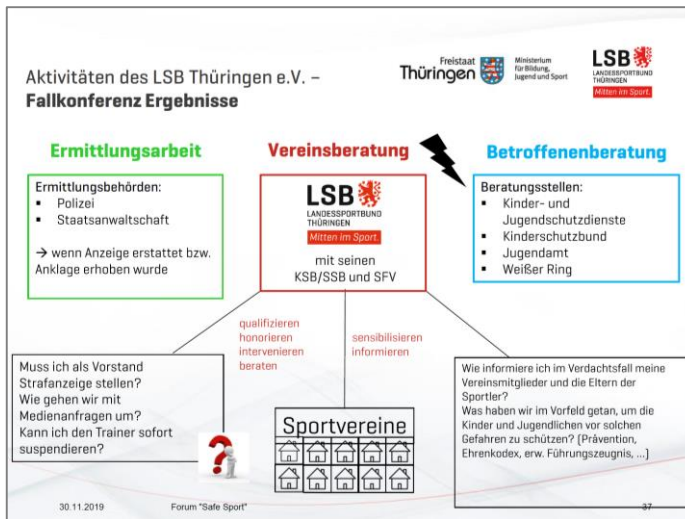 Aktivitäten des LSB Thüringen e.V. –
Fallkonferenz Ergebnisse
Freistaat
Thüringen
Ministerium
für Bildung,
Jugend und Sport
LSB
LANDESSPORTBUND
THÜRINGEN
Mitten im Sport.
Ermittlungsarbeit
Ermittlungsbehörden:
▪ Polizei
▪ Staatsanwaltschaft
→ wenn Anzeige erstattet bzw.
Anklage erhoben wurde
Vereinsberatung
LSB
LANDESSPORTBUND
THÜRINGEN
Mitten im Sport.
mit seinen
KSB/SSB und SFV
Betroffenenberatung
Beratungsstellen:
▪ Kinder- und
Jugendschutzdienste
▪ Kinderschutzbund
▪ Jugendamt
▪ Weißer Ring
qualifizieren
honorieren
intervenieren
beraten
sensibilisieren
informieren
Muss ich als Vorstand
Strafanzeige stellen?
Wie gehen wir mit
Medienanfragen um?
Kann ich den Trainer sofort
suspendieren?
?
Sportvereine
Wie informiere ich im Verdachtsfall meine
Vereinsmitglieder und die Eltern der
Sportler?
Was haben wir im Vorfeld getan, um die
Kinder und Jugendlichen vor solchen
Gefahren zu schützen? (Prävention,
Ehrenkodex, erw. Führungszeugnis, ...)
30.11.2019
Forum "Safe Sport"
37